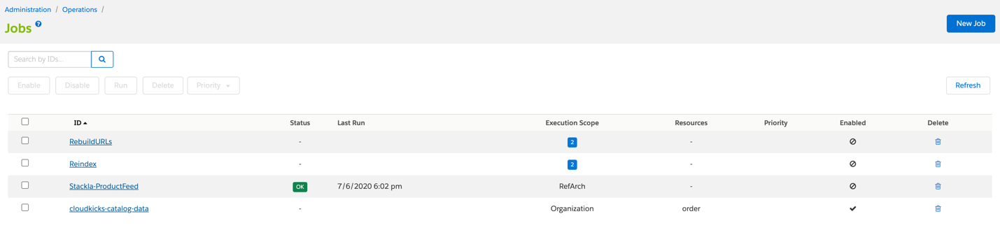 Administration / Operations /
Jobs ?
New Job
Search by IDs...
Enable Disable Run Delete Priority Refresh
ID Status Last Run Execution Scope Resources Priority Enabled Delete
RebuildURLs - 2 -
Reindex - 2 -
Stackla-ProductFeed OK 7/6/2020 6:02 pm RefArch -
cloudkicks-catalog-data - Organization order